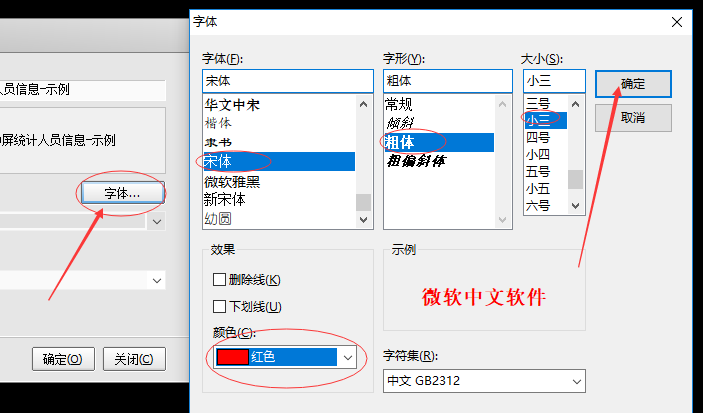 人员信息-示例
屏统计人员信息-示例
字体...
确定(O)
关闭(C)
字体
字体(F):
宋体
华文中宋
楷体
隶书
宋体
微软雅黑
新宋体
幼圆
字形(Y):
粗体
常规
倾斜
粗体
粗偏斜体
大小(S):
小三
三号
小三
四号
小四
五号
小五
六号
确定
取消
效果
删除线(K)
下划线(U)
颜色(C):
红色
示例
微软中文软件
字符集(R):
中文 GB2312